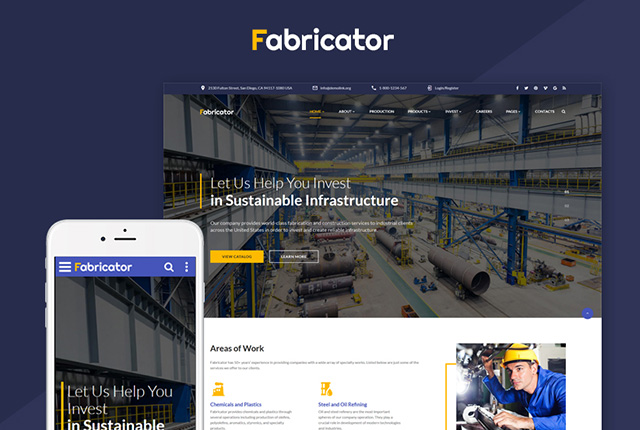 Fabricator
2130 Fulton Street, San Diego, CA 94117-1080 USA
info@demolink.org
1-800-1234-567
Login/Register
Fabricator
HOME
ABOUT
PRODUCTION
PRODUCTS
INVEST
CAREERS
PAGES
CONTACTS
Let Us Help You Invest
in Sustainable Infrastructure
Our company provides world-class fabrication and construction services to industrial clients
across the United States in order to invest and create reliable infrastructure.
VIEW CATALOG
LEARN MORE
Areas of Work
Fabricator has 10+ years' experience in providing companies with a wide array of specialty works. Listed below are just some of the
services we offer to our clients.
Chemicals and Plastics
Fabricator provides chemicals and plastics through
several operations including production of olefins,
polyolefins, aromatics, styrenics, and specialty
products.
Steel and Oil Refining
Oil and steel refining are the most important
spheres of our company operation. They play a
crucial role in development of modern technologies
and industries.
Fabricator
Let Us Help You
Invest
in Sustainable